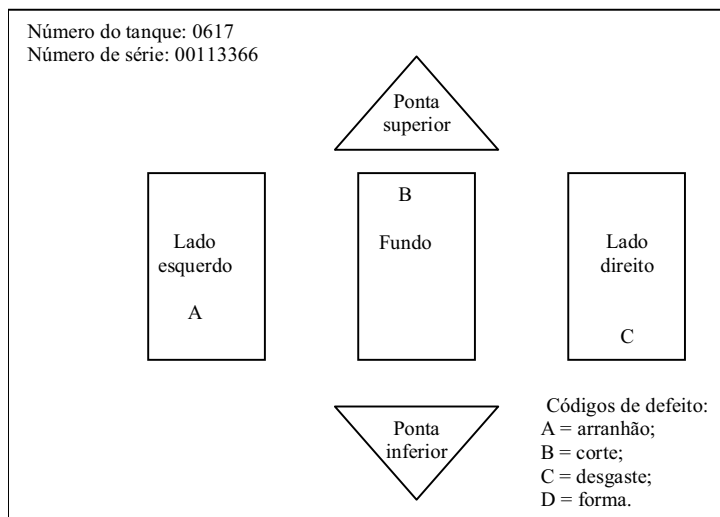 Número do tanque: 0617
Número de série: 00113366
Ponta
superior
B
Lado
esquerdo
Fundo
Lado
direito
A
C
Ponta
inferior
Códigos de defeito:
A = arranhão;
B = corte;
C = desgaste;
D = forma.